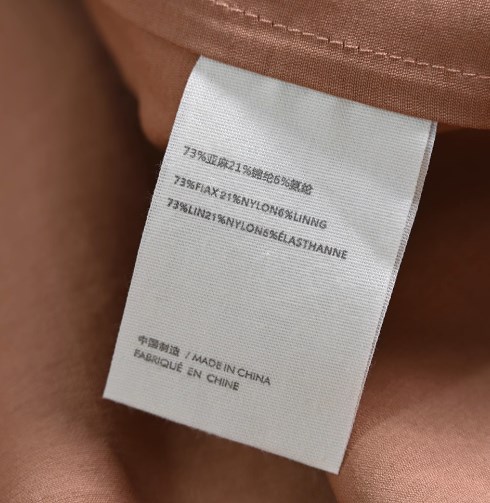 73%亚麻21%锦纶6%氨纶
73%FIAX 21%NYLON6%LINNG
73%LIN21%NYLON6%ÉLASTHANNE
中国制造 / MADE IN CHINA
FABRIQUÉ EN CHINE